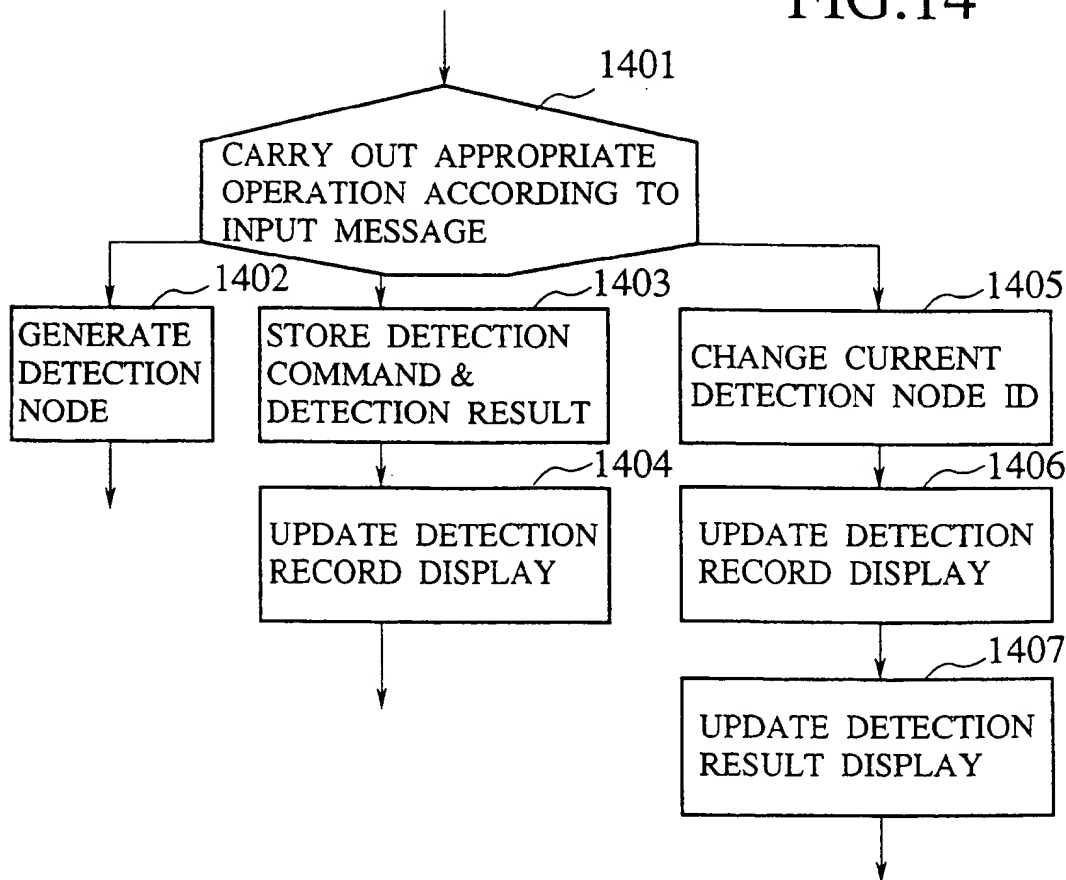 FIG.14
1401
CARRY OUT APPROPRIATE
OPERATION ACCORDING TO
INPUT MESSAGE
1402
GENERATE
DETECTION
NODE
1403
STORE DETECTION
COMMAND &
DETECTION RESULT
1404
UPDATE DETECTION
RECORD DISPLAY
1405
CHANGE CURRENT
DETECTION NODE ID
1406
UPDATE DETECTION
RECORD DISPLAY
1407
UPDATE DETECTION
RESULT DISPLAY